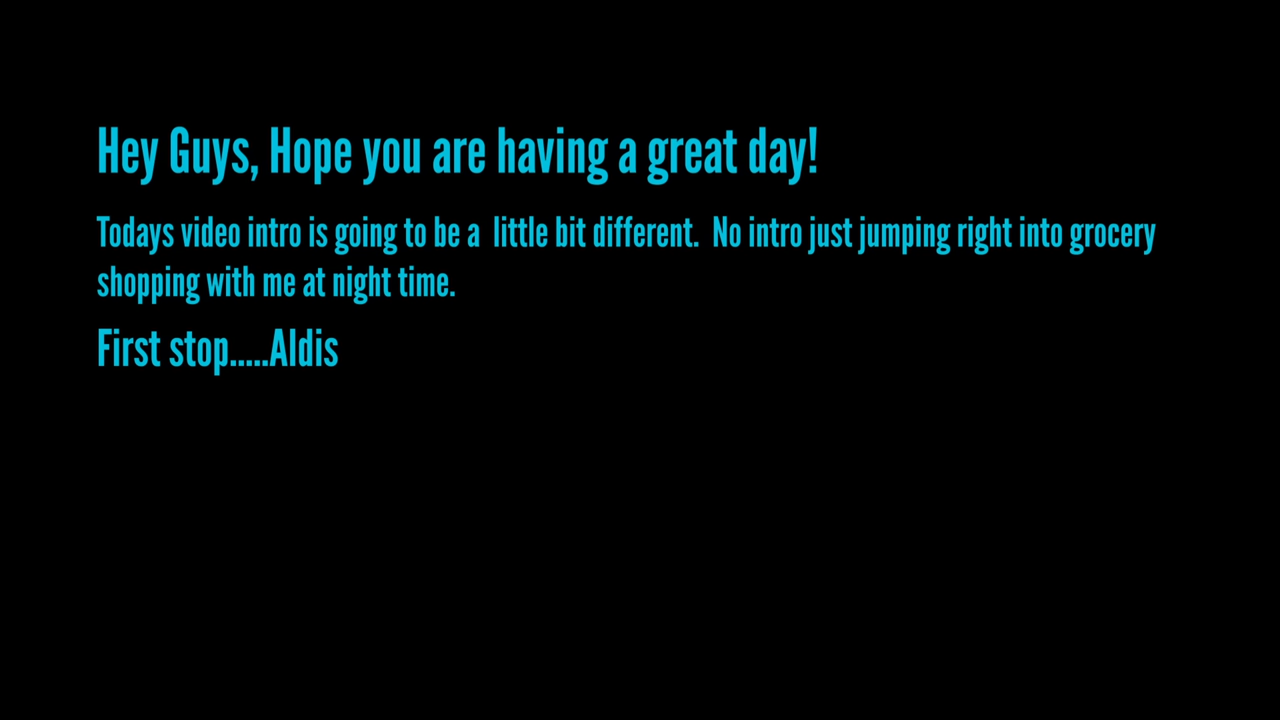 Hey Guys, Hope you are having a great day!
Todays video intro is going to be a  little bit different.  No intro just jumping right into grocery
shopping with me at night time.
First stop.....Aldis